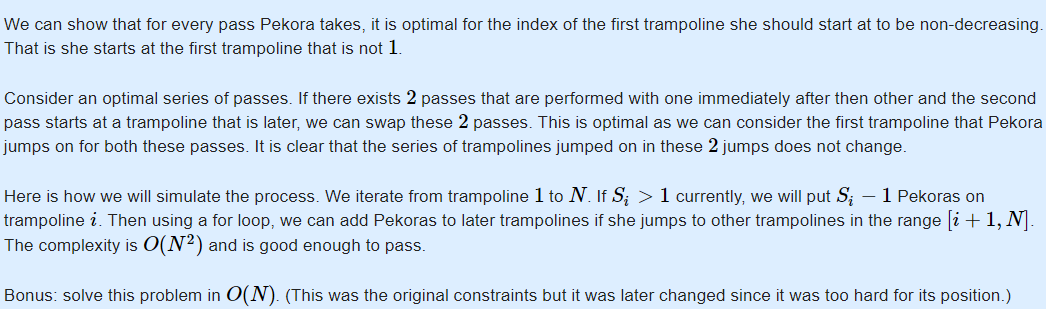 We can show that for every pass Pekora takes, it is optimal for the index of the first trampoline she should start at to be non-decreasing.
That is she starts at the first trampoline that is not 1.
Consider an optimal series of passes. If there exists 2 passes that are performed with one immediately after then other and the second
pass starts at a trampoline that is later, we can swap these 2 passes. This is optimal as we can consider the first trampoline that Pekora
jumps on for both these passes. It is clear that the series of trampolines jumped on in these 2 jumps does not change.
Here is how we will simulate the process. We iterate from trampoline 1 to N. If S_i > 1 currently, we will put S_i − 1 Pekoras on
trampoline i. Then using a for loop, we can add Pekoras to later trampolines if she jumps to other trampolines in the range [i + 1, N].
The complexity is O(N²) and is good enough to pass.
Bonus: solve this problem in O(N). (This was the original constraints but it was later changed since it was too hard for its position.)